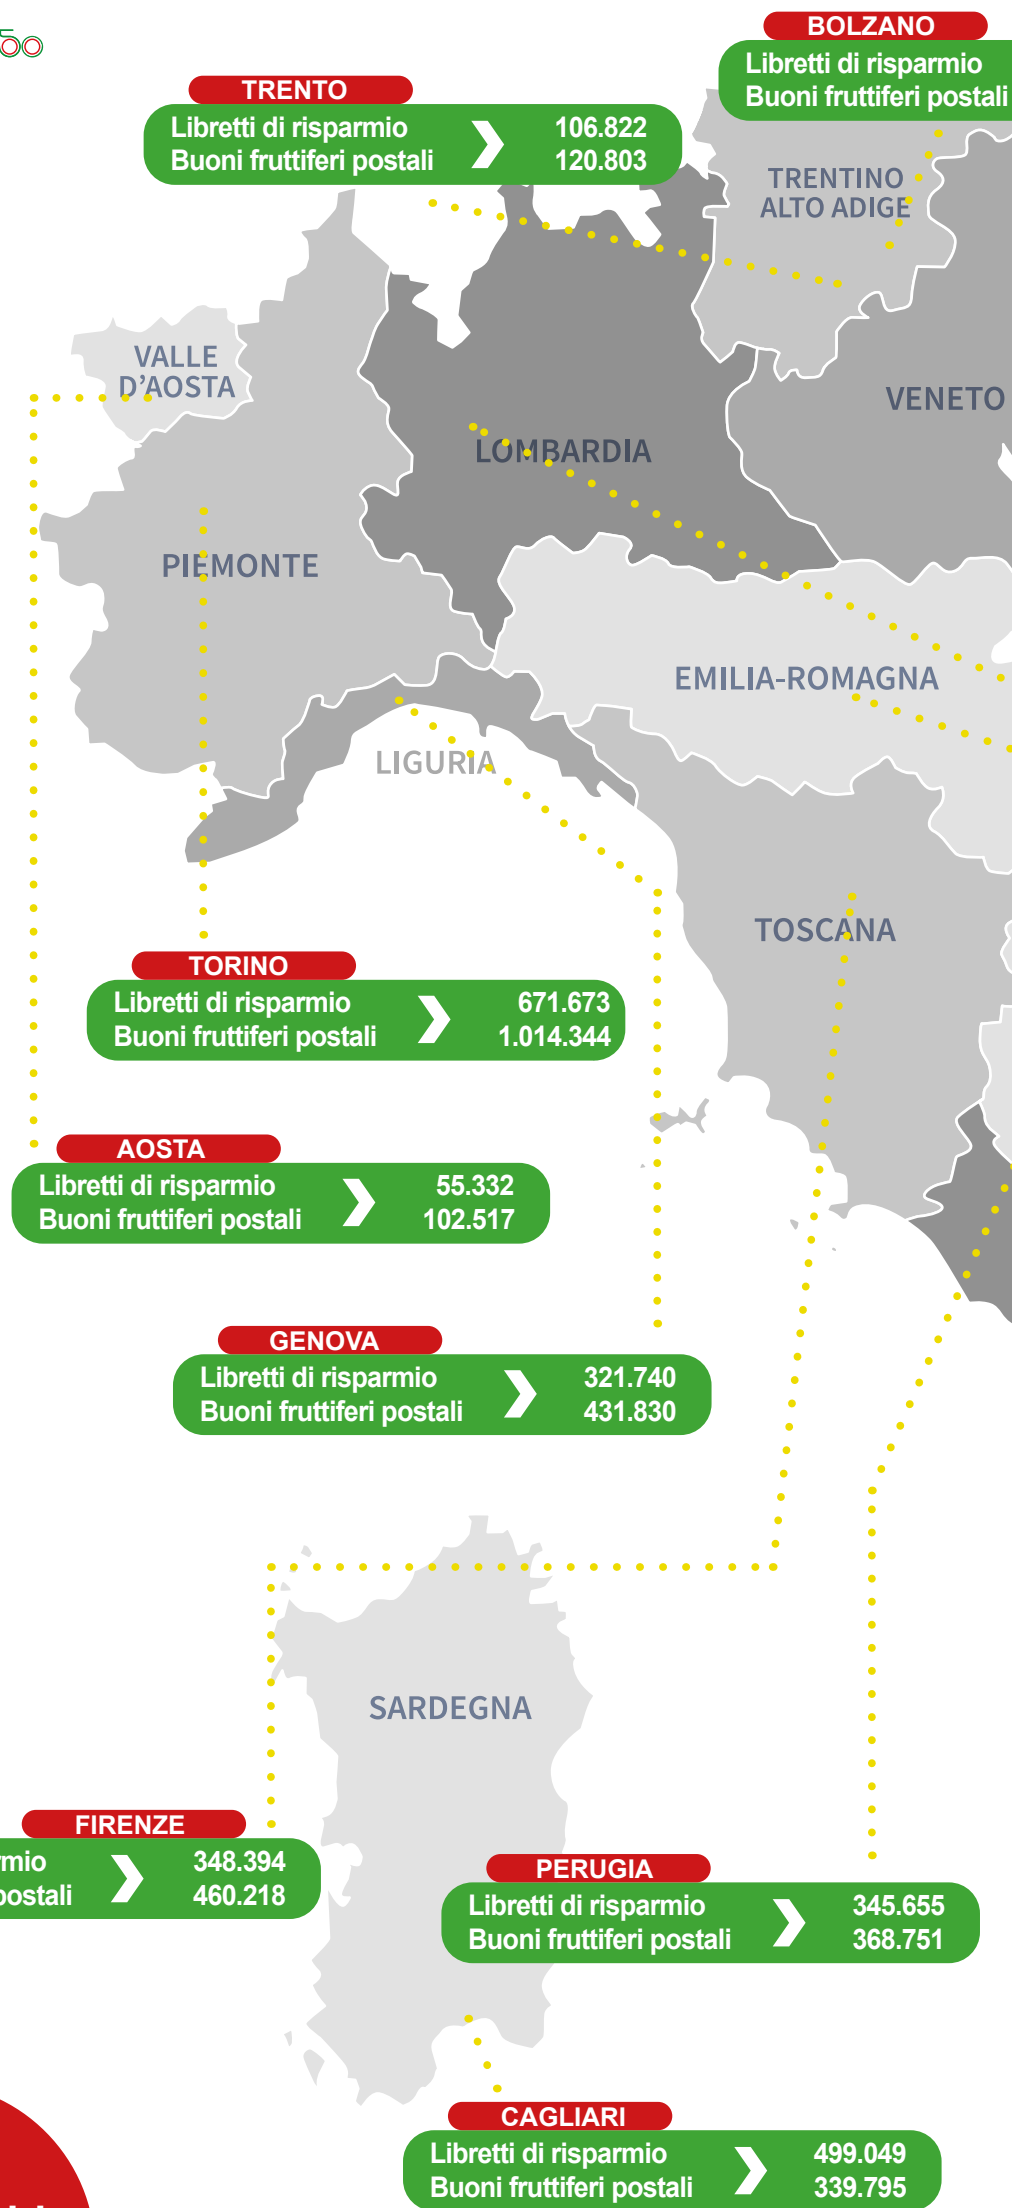 50
BOLZANO
Libretti di risparmio
Buoni fruttiferi postali
TRENTO
Libretti di risparmio 106.822
Buoni fruttiferi postali 120.803
TRENTINO
ALTO ADIGE
VALLE
D'AOSTA
VENETO
LOMBARDIA
PIEMONTE
EMILIA-ROMAGNA
LIGURIA
TOSCANA
TORINO
Libretti di risparmio 671.673
Buoni fruttiferi postali 1.014.344
AOSTA
Libretti di risparmio 55.332
Buoni fruttiferi postali 102.517
GENOVA
Libretti di risparmio 321.740
Buoni fruttiferi postali 431.830
SARDEGNA
FIRENZE
rmio 348.394
postali 460.218
PERUGIA
Libretti di risparmio 345.655
Buoni fruttiferi postali 368.751
CAGLIARI
Libretti di risparmio 499.049
Buoni fruttiferi postali 339.795